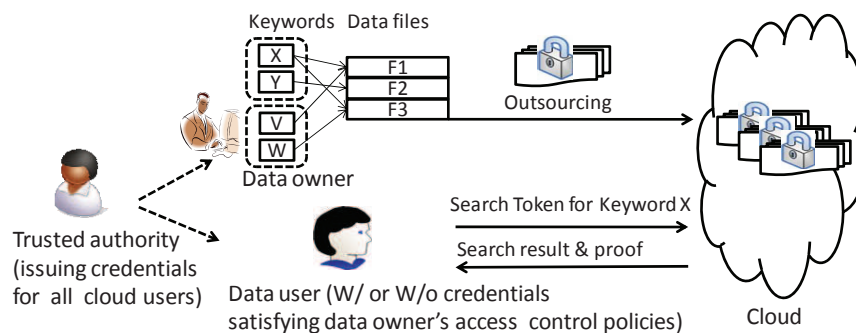 Keywords
Data files
X
Y
V
W
F1
F2
F3
Outsourcing
Data owner
Trusted authority
(issuing credentials
for all cloud users)
Search Token for Keyword X
Search result & proof
Data user (W/ or W/o credentials
satisfying data owner's access control policies)
Cloud